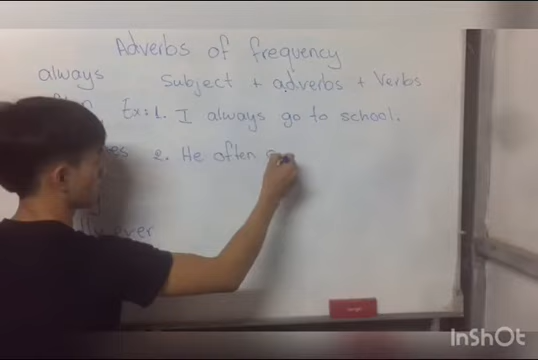 Adverbs of frequency
always Subject + adverbs + Verbs
Ex: 1. I always go to school.
2. He often
InShOt